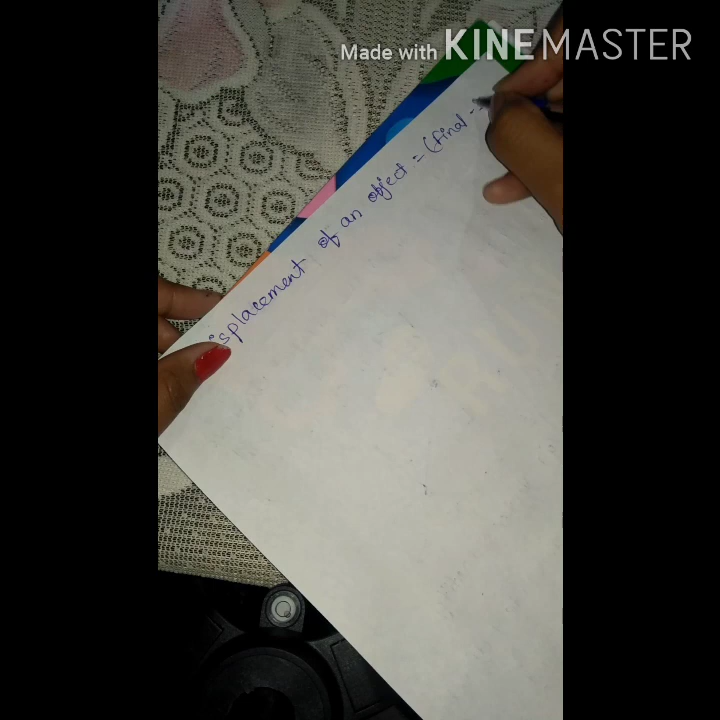 Made with KINEMASTER
isplacement of an object = (final -